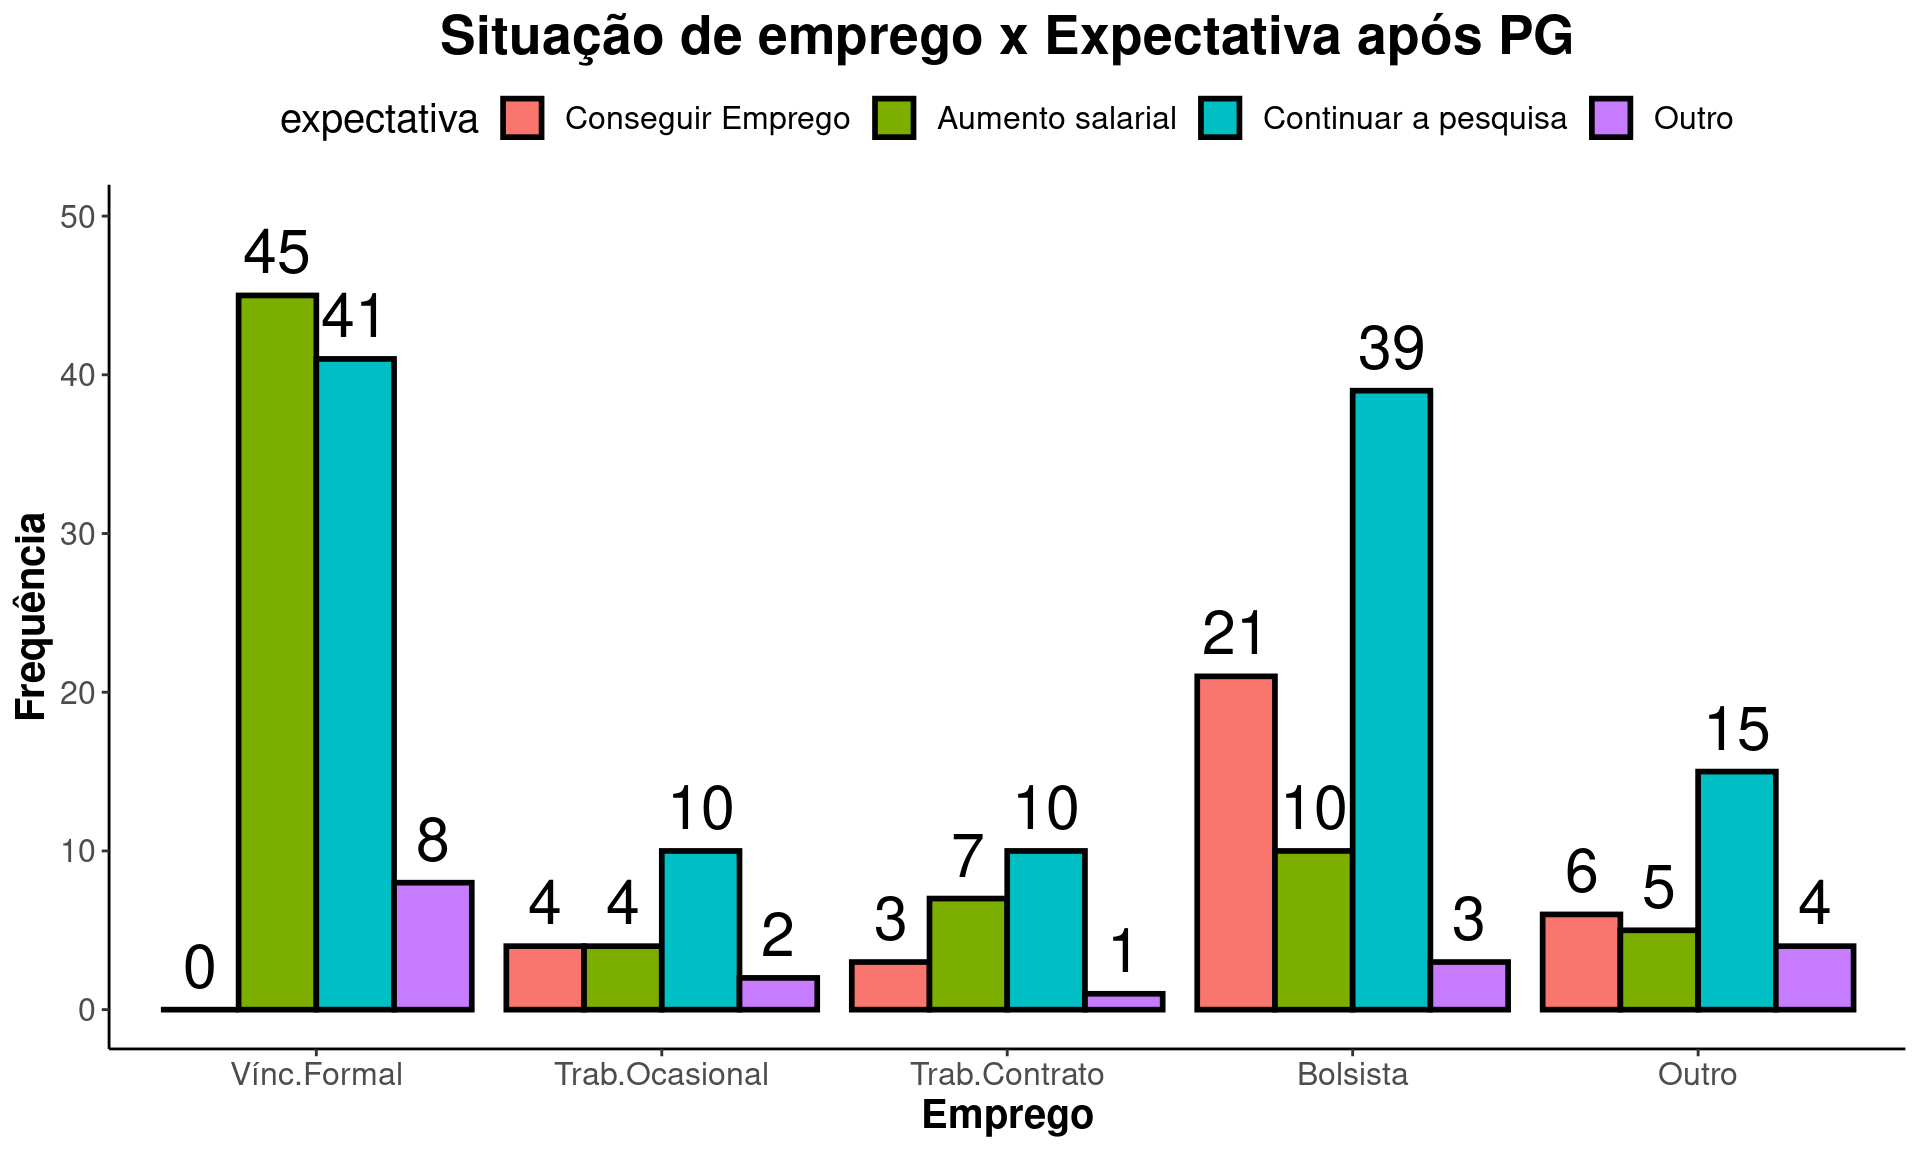 Situação de emprego x Expectativa após PG
expectativa Conseguir Emprego Aumento salarial Continuar a pesquisa Outro
Frequência
50
40
30
20
10
0
0 45 41 8
4 4 10 2
3 7 10 1
21 10 39 3
6 5 15 4
Vínc.Formal Trab.Ocasional Trab.Contrato Bolsista Outro
Emprego